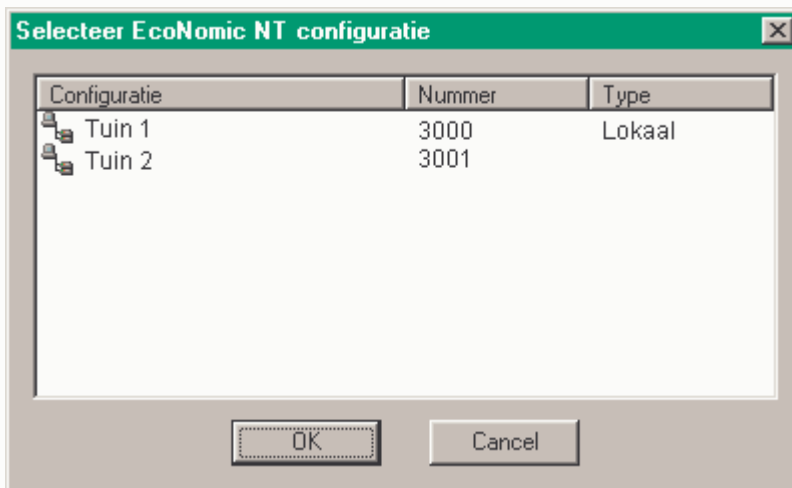 Selecteer EcoNomic NT configuratie
Configuratie Nummer Type
Tuin 1 3000 Lokaal
Tuin 2 3001
OK Cancel